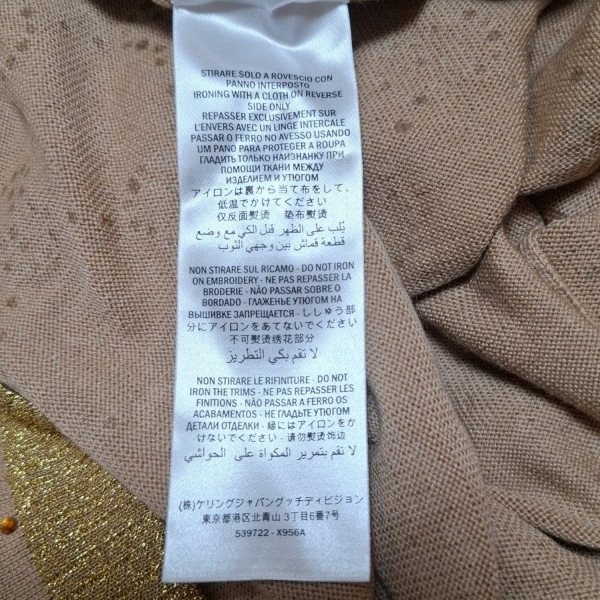 STIRARE SOLO A ROVESCIO CON
PANNO INTERPOSTO
IRONING WITH A CLOTH ON REVERSE
SIDE ONLY
REPASSER EXCLUSIVEMENT SUR
L'ENVERS AVEC UN LINGE INTERCALE
PASSAR O FERRO NO AVESSO USANDO
UM PANO PARA PROTEGER A ROUPA
ГЛАДИТЬ ТОЛЬКО НАИЗНАНКУ ПРИ
ПОМОЩИ ТКАНИ МЕЖДУ
ИЗДЕЛИЕМ И УТЮГОМ
アイロンは裏から当て布をして、
低温でかけてください
仅反面熨烫 垫布熨烫
يُلب على الظهر قبل الكي مع وضع
قطعة قماش بين وجهي الثوب
NON STIRARE SUL RICAMO - DO NOT IRON
ON EMBROIDERY - NE PAS REPASSER LA
BRODERIE - NÃO PASSAR SOBRE O
BORDADO - ГЛАЖЕНЬЕ УТЮГОМ НА
ВЫШИВКЕ ЗАПРЕЩАЕТСЯ - ししゅう部
分にアイロンをあてないでください
不可熨烫绣花部分
لا تقم بكي التطريز
NON STIRARE LE RIFINITURE - DO NOT
IRON THE TRIMS - NE PAS REPASSER LES
FINITIONS - NÃO PASSAR A FERRO OS
ACABAMENTOS - НЕ ГЛАДЬТЕ УТЮГОМ
ДЕТАЛИ ОТДЕЛКИ - 縁にはアイロンをか
けないでください - 请勿熨烫饰边
لا تقم بتمرير المكواة على الحواشي
(株)ケリングジャパングッチディビジョン
東京都港区北青山 3丁目6番7号
539722 - X956A